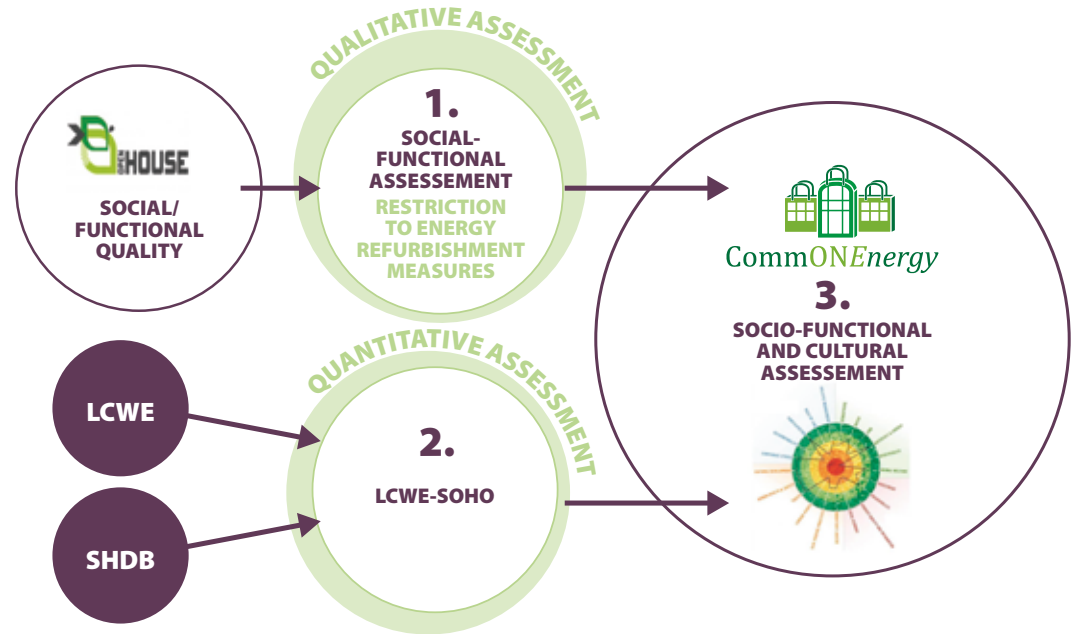 QUALITATIVE ASSESSMENT
OPEN
HOUSE
SOCIAL/
FUNCTIONAL
QUALITY
1.
SOCIAL-
FUNCTIONAL
ASSESSEMENT
RESTRICTION
TO ENERGY
REFURBISHMENT
MEASURES
QUANTITATIVE ASSESSMENT
LCWE
SHDB
2.
LCWE-SOHO
CommONEnergy
3.
SOCIO-FUNCTIONAL
AND CULTURAL
ASSESSEMENT